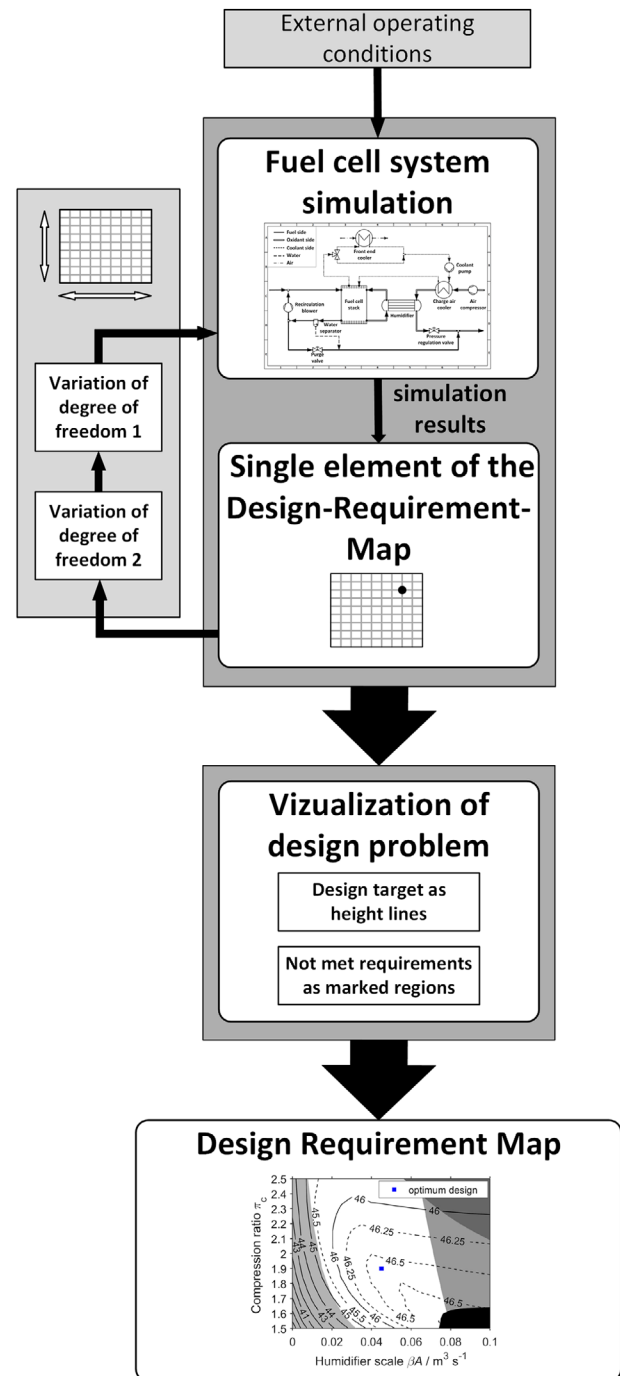 External operating
conditions
Fuel cell system
simulation
Fuel side
Oxidant side
Coolant side
Water
Air
Front end
cooler
Coolant
pump
Recirculation
blower
Fuel cell
stack
Humidifier
Charge air
cooler
Air
compressor
Water
separator
Pressure
regulation valve
Purge
valve
simulation
results
Variation of
degree of
freedom 1
Variation of
degree of
freedom 2
Single element of the
Design-Requirement-
Map
Vizualization of
design problem
Design target as
height lines
Not met requirements
as marked regions
Design Requirement Map
Compression ratio π_c
2.5
2.4
2.3
2.2
2.1
2
1.9
1.8
1.7
1.6
1.5
optimum design
43
44
45
45.5
46
46
46.25
46.25
46.5
41
43
44
45
45.5
46
46.25
46.5
46.5
0
0.02
0.04
0.06
0.08
0.1
Humidifier scale βA / m³ s⁻¹